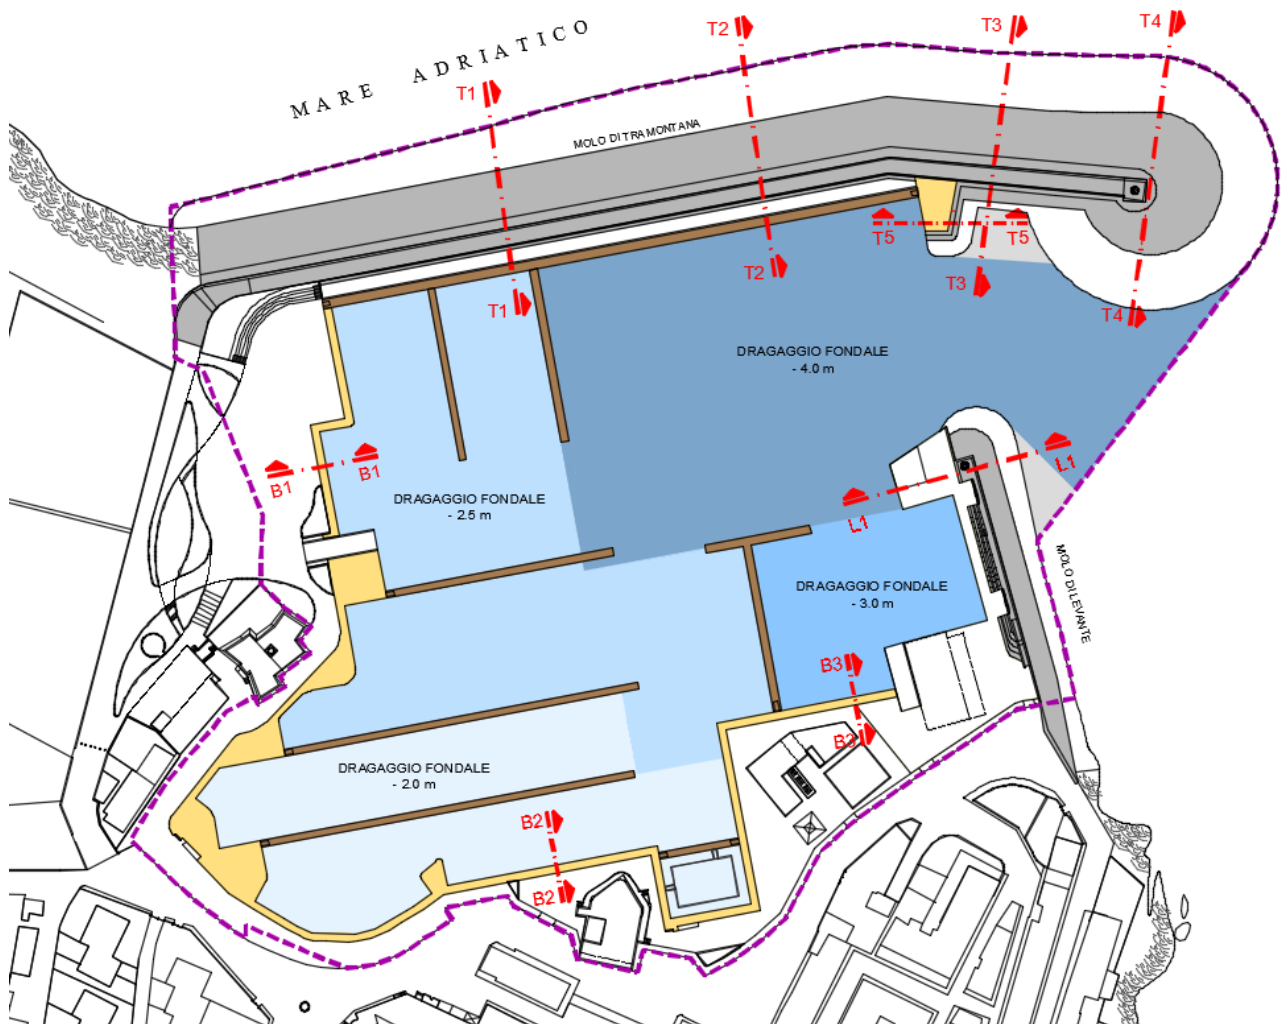 MARE ADRIATICO
T1
T2
T3
T4
MOLO DI TRAMONTANA
T5
T5
T2
T3
T1
T4
DRAGAGGIO FONDALE
- 4.0 m
B1
B1
L1
L1
DRAGAGGIO FONDALE
- 2.5 m
MOLO DI LEVANTE
DRAGAGGIO FONDALE
- 3.0 m
B3
B3
DRAGAGGIO FONDALE
- 2.0 m
B2
B2